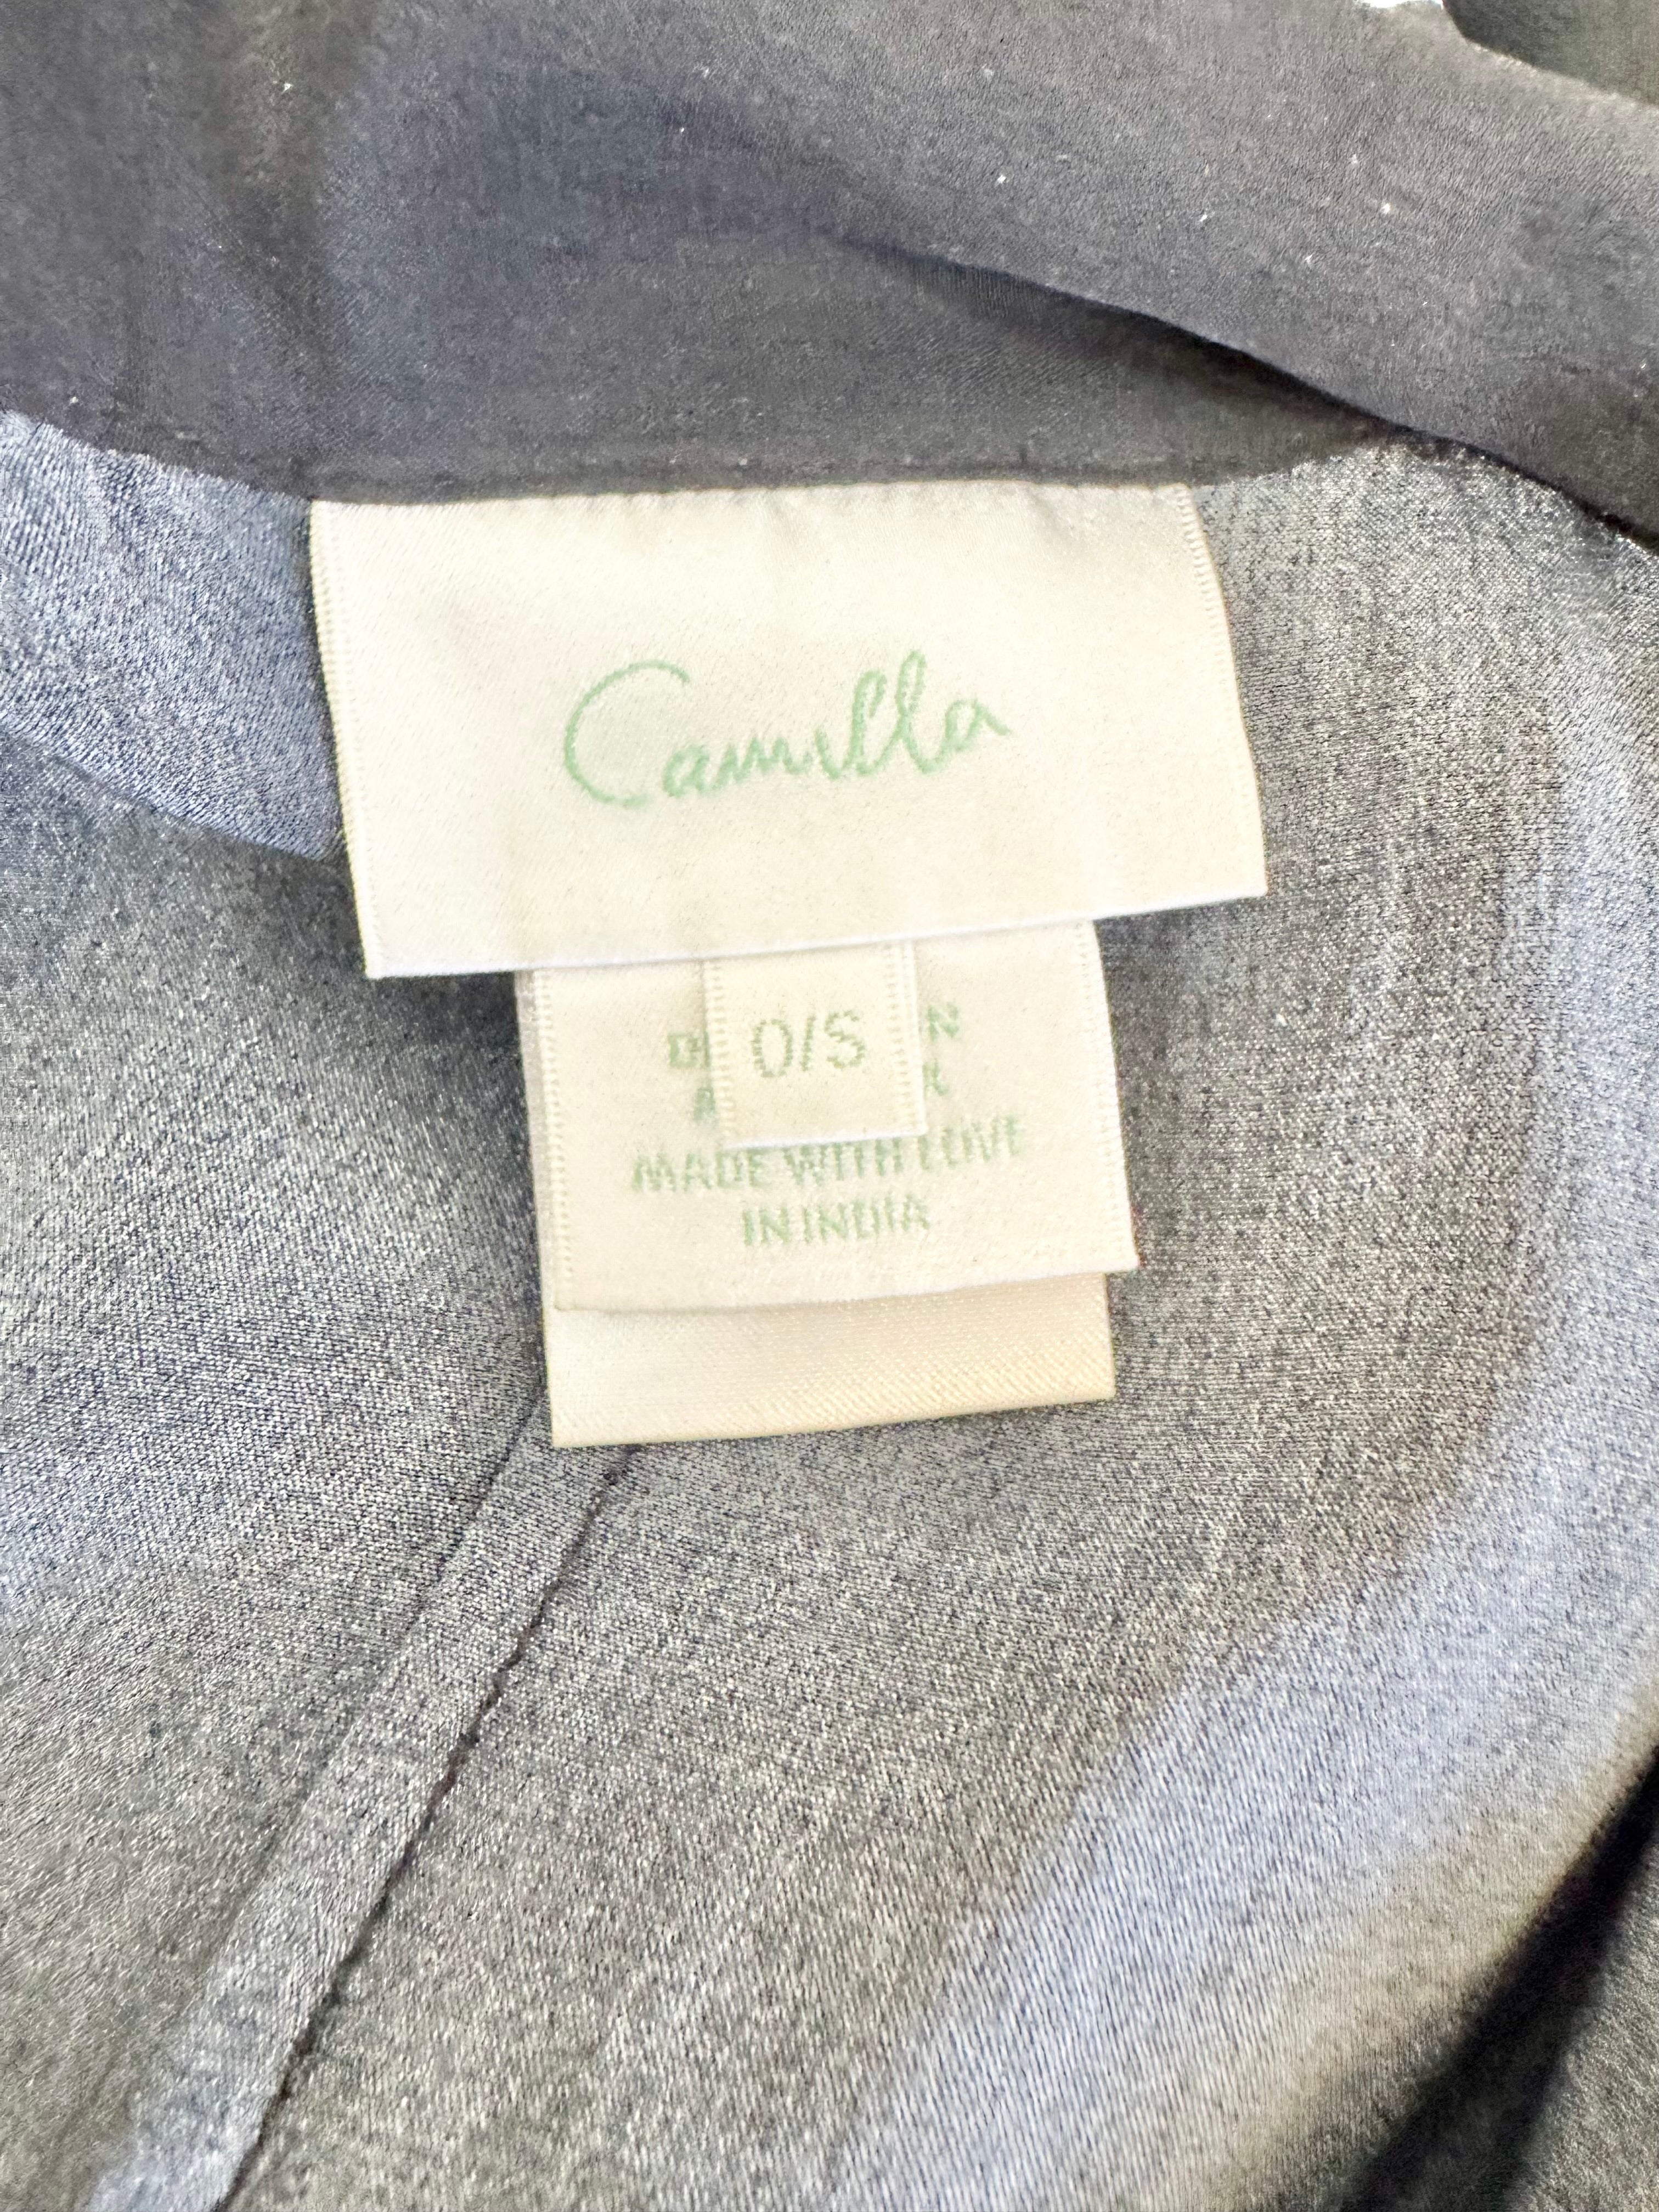 Camilla
O/S
MADE WITH LOVE
IN INDIA